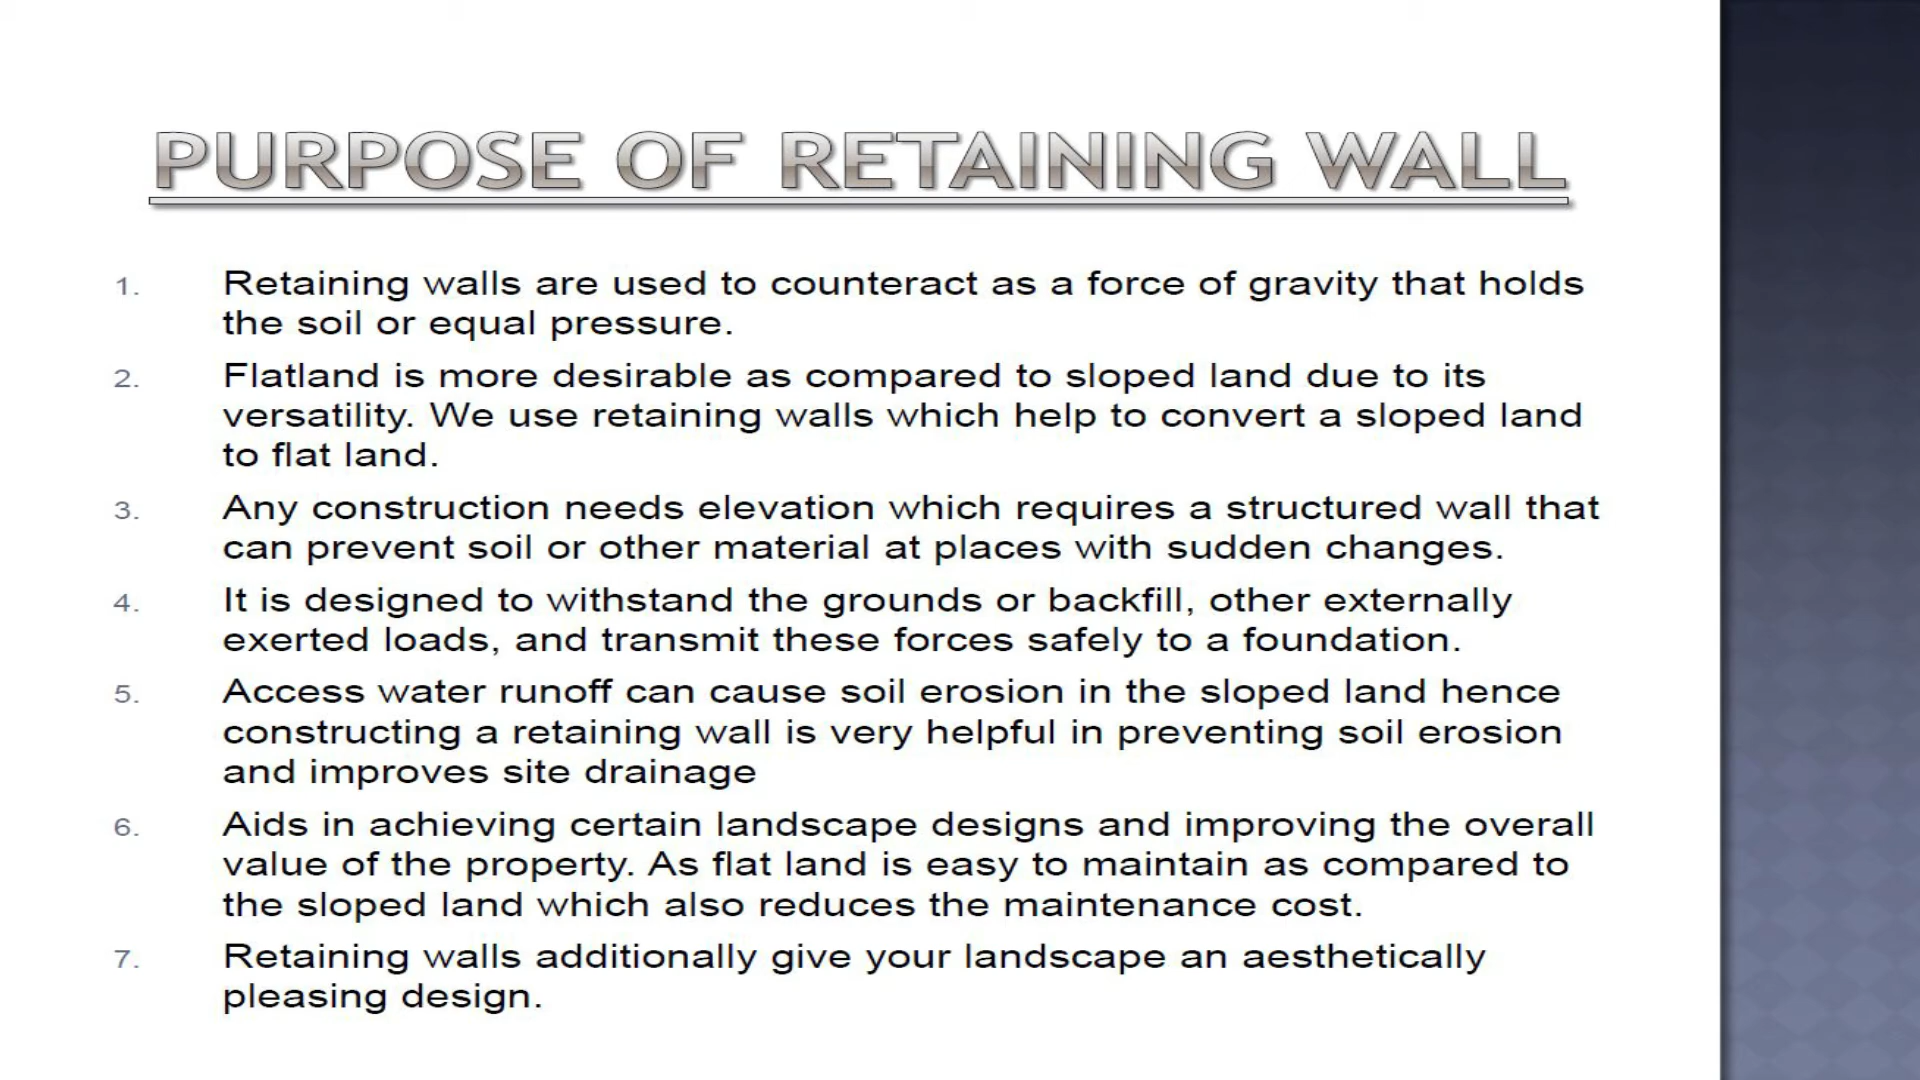 PURPOSE OF RETAINING WALL
1. Retaining walls are used to counteract as a force of gravity that holds
the soil or equal pressure.
2. Flatland is more desirable as compared to sloped land due to its
versatility. We use retaining walls which help to convert a sloped land
to flat land.
3. Any construction needs elevation which requires a structured wall that
can prevent soil or other material at places with sudden changes.
4. It is designed to withstand the grounds or backfill, other externally
exerted loads, and transmit these forces safely to a foundation.
5. Access water runoff can cause soil erosion in the sloped land hence
constructing a retaining wall is very helpful in preventing soil erosion
and improves site drainage
6. Aids in achieving certain landscape designs and improving the overall
value of the property. As flat land is easy to maintain as compared to
the sloped land which also reduces the maintenance cost.
7. Retaining walls additionally give your landscape an aesthetically
pleasing design.